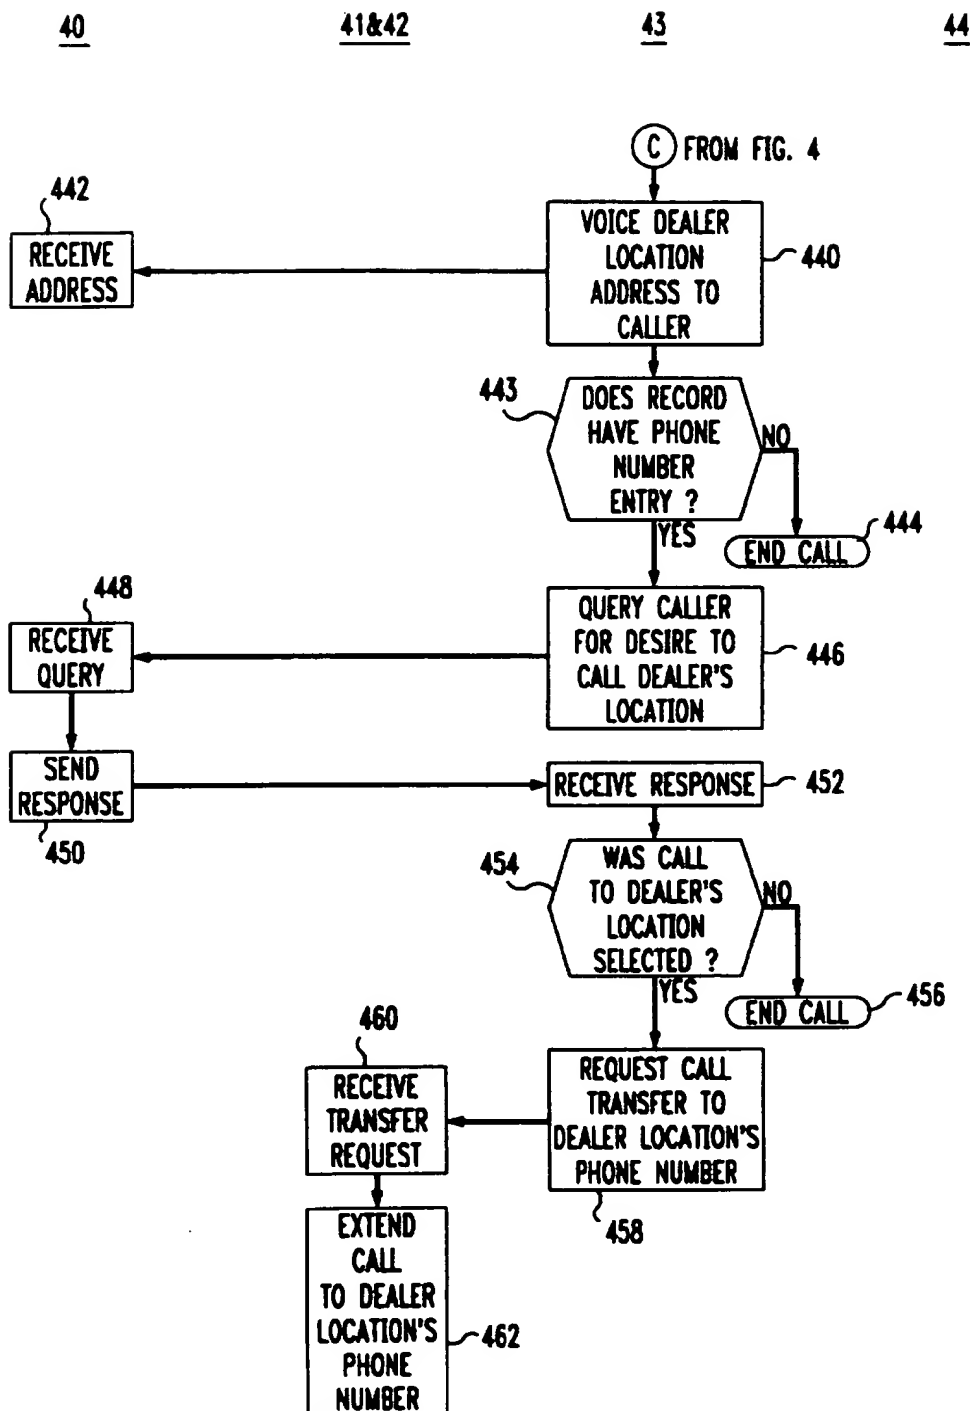 40 41&42 43 44
C FROM FIG. 4
442
RECEIVE
ADDRESS
VOICE DEALER
LOCATION
ADDRESS TO
CALLER
440
443
DOES RECORD
HAVE PHONE
NUMBER
ENTRY ?
NO
YES
444
END CALL
448
RECEIVE
QUERY
QUERY CALLER
FOR DESIRE TO
CALL DEALER'S
LOCATION
446
SEND
RESPONSE
450
RECEIVE RESPONSE
452
454
WAS CALL
TO DEALER'S
LOCATION
SELECTED ?
NO
YES
456
END CALL
460
RECEIVE
TRANSFER
REQUEST
REQUEST CALL
TRANSFER TO
DEALER LOCATION'S
PHONE NUMBER
458
EXTEND
CALL
TO DEALER
LOCATION'S
PHONE
NUMBER
462